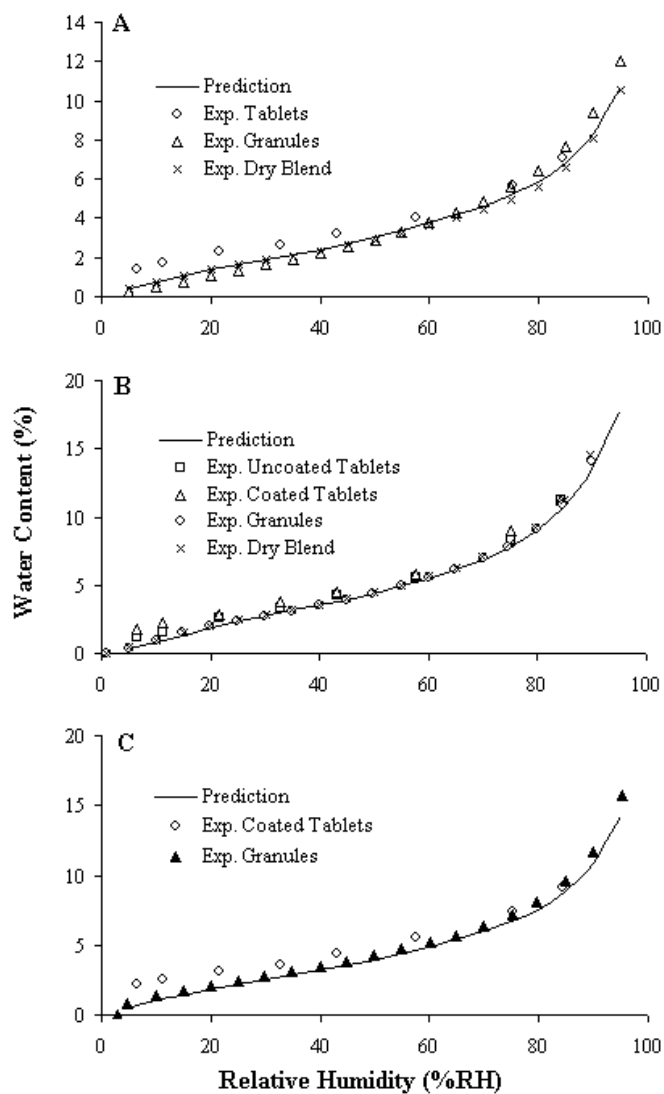 A
14
12
10
8
6
4
2
0
Prediction
Exp. Tablets
Exp. Granules
Exp. Dry Blend
0 20 40 60 80 100
B
20
15
10
5
0
Prediction
Exp. Uncoated Tablets
Exp. Coated Tablets
Exp. Granules
Exp. Dry Blend
0 20 40 60 80 100
Water Content (%)
C
20
15
10
5
0
Prediction
Exp. Coated Tablets
Exp. Granules
0 20 40 60 80 100
Relative Humidity (%RH)